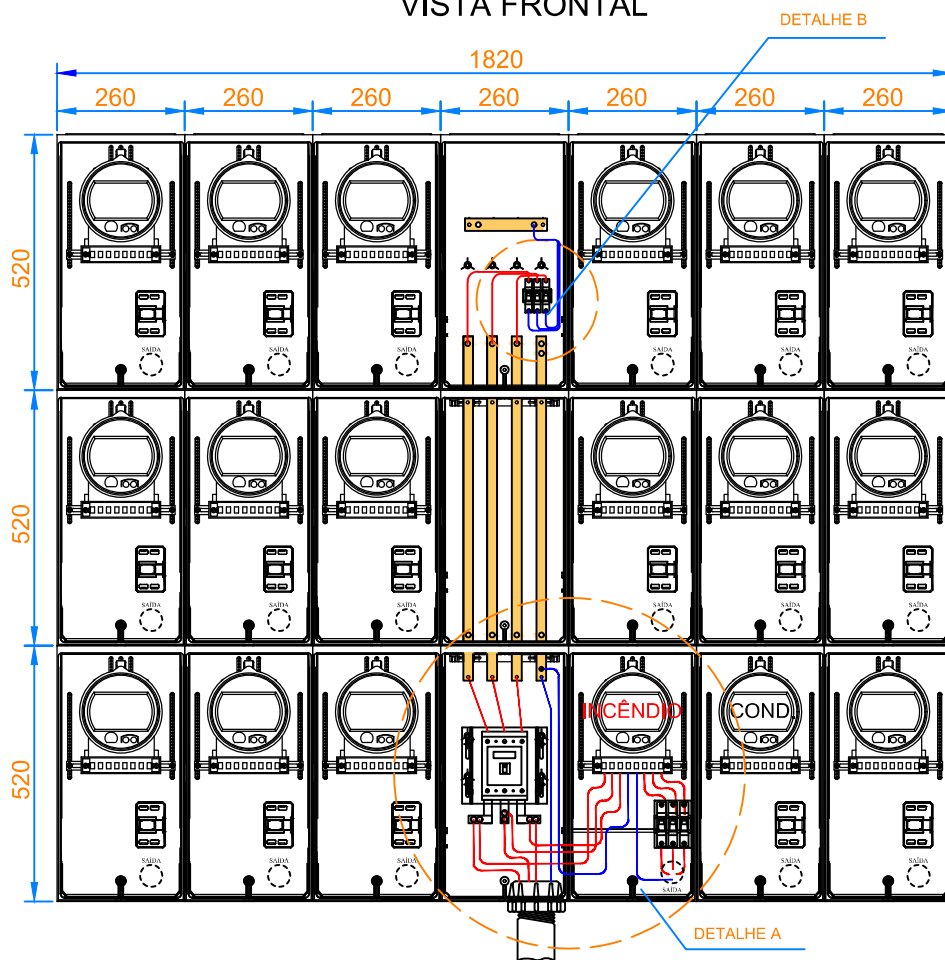 VISTA FRONTAL
DETALHE B
1820
260 260 260 260 260 260 260
520
SAÍDA SAÍDA SAÍDA SAÍDA SAÍDA SAÍDA
520
SAÍDA SAÍDA SAÍDA SAÍDA SAÍDA SAÍDA
520
INCÊNDIO COND.
SAÍDA SAÍDA SAÍDA SAÍDA SAÍDA
SAÍDA
DETALHE A